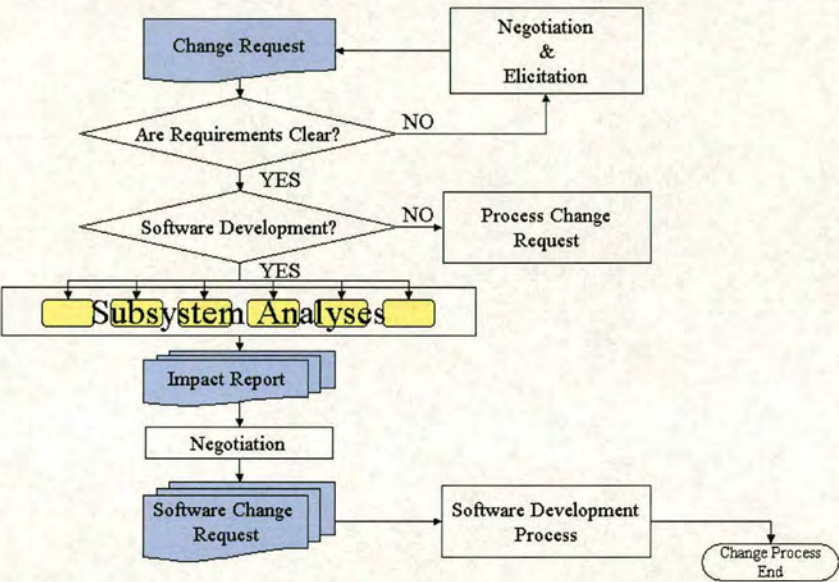 Change Request
Negotiation
&
Elicitation
Are Requirements Clear?
NO
YES
Software Development?
NO
Process Change
Request
YES
Subsystem Analyses
Impact Report
Negotiation
Software Change
Request
Software Development
Process
Change Process
End